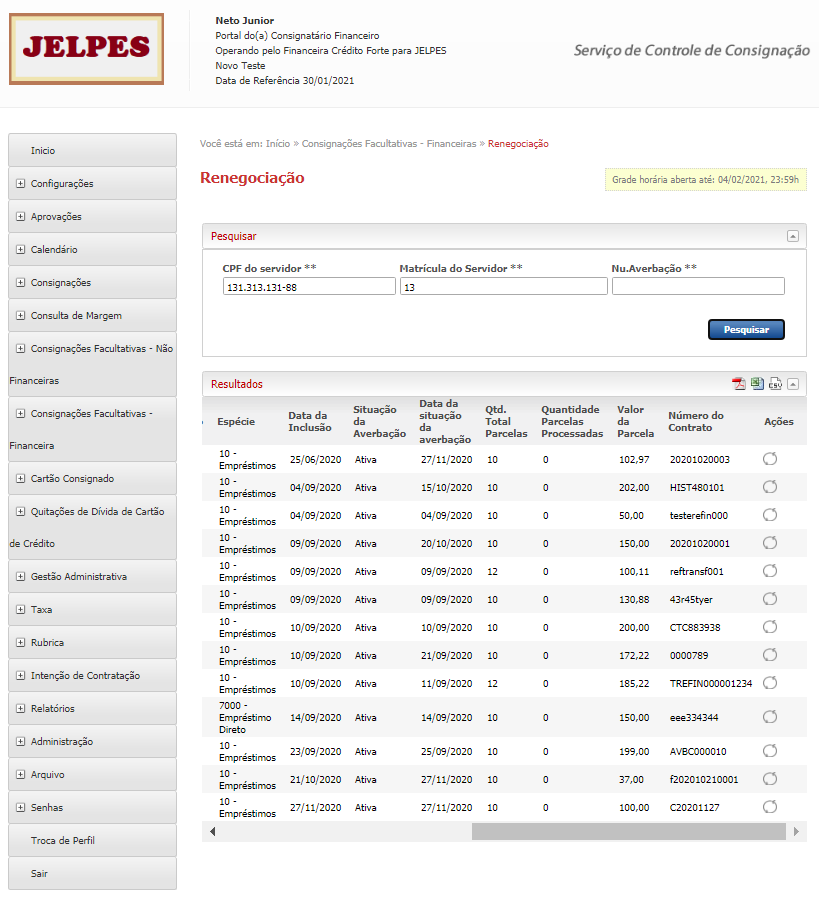 JELPES
Neto Junior
Portal do(a) Consignatário Financeiro
Operando pelo Financeira Crédito Forte para JELPES
Novo Teste
Data de Referência 30/01/2021
Serviço de Controle de Consignação
Inicio
Configurações
Aprovações
Calendário
Consignações
Consulta de Margem
Consignações Facultativas - Não
Financeiras
Consignações Facultativas -
Financeira
Cartão Consignado
Quitações de Dívida de Cartão
de Crédito
Gestão Administrativa
Taxa
Rubrica
Intenção de Contratação
Relatórios
Administração
Arquivo
Senhas
Troca de Perfil
Sair
Você está em: Início » Consignações Facultativas - Financeiras » Renegociação
Renegociação
Grade horária aberta até: 04/02/2021, 23:59h
Pesquisar
CPF do servidor ** Matrícula do Servidor ** Nu.Averbação **
131.313.131-88 13
Pesquisar
Resultados
Espécie Data da Inclusão Situação da Averbação Data da situação da averbação Qtd. Total Parcelas Quantidade Parcelas Processadas Valor da Parcela Número do Contrato Ações
10 - Empréstimos 25/06/2020 Ativa 27/11/2020 10 0 102,97 20201020003
10 - Empréstimos 04/09/2020 Ativa 15/10/2020 10 0 202,00 HIST480101
10 - Empréstimos 04/09/2020 Ativa 04/09/2020 10 0 50,00 testerefin000
10 - Empréstimos 09/09/2020 Ativa 20/10/2020 10 0 150,00 20201020001
10 - Empréstimos 09/09/2020 Ativa 09/09/2020 12 0 100,11 reftransf001
10 - Empréstimos 09/09/2020 Ativa 09/09/2020 10 0 130,88 43r45tyer
10 - Empréstimos 10/09/2020 Ativa 10/09/2020 10 0 200,00 CTC883938
10 - Empréstimos 10/09/2020 Ativa 21/09/2020 10 0 172,22 0000789
10 - Empréstimos 10/09/2020 Ativa 11/09/2020 12 0 185,22 TREFIN000001234
7000 - Empréstimo Direto 14/09/2020 Ativa 14/09/2020 10 0 150,00 eee334344
10 - Empréstimos 23/09/2020 Ativa 25/09/2020 10 0 199,00 AVBC000010
10 - Empréstimos 21/10/2020 Ativa 27/11/2020 10 0 37,00 f202010210001
10 - Empréstimos 27/11/2020 Ativa 27/11/2020 10 0 100,00 C20201127